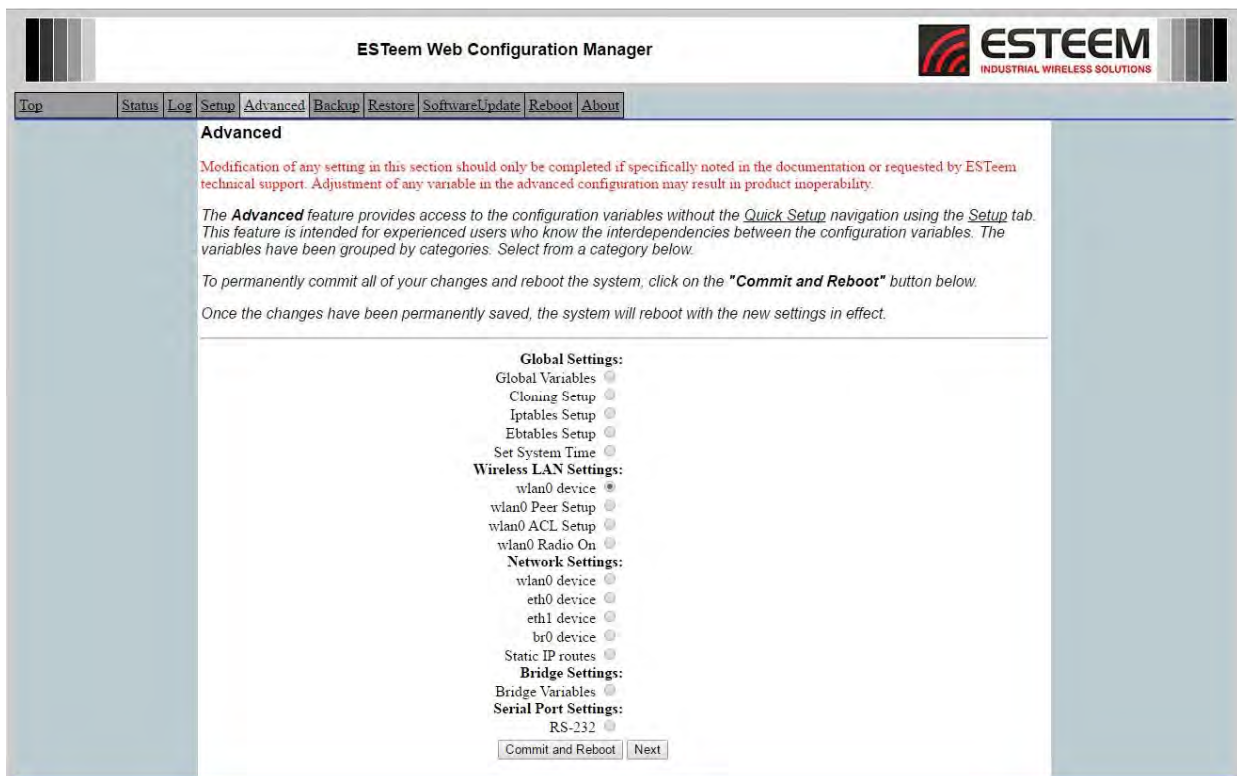 ESTeem Web Configuration Manager
ESTEEM
INDUSTRIAL WIRELESS SOLUTIONS
Top Status Log Setup Advanced Backup Restore SoftwareUpdate Reboot About
Advanced
Modification of any setting in this section should only be completed if specifically noted in the documentation or requested by ESTeem
technical support. Adjustment of any variable in the advanced configuration may result in product inoperability.
The Advanced feature provides access to the configuration variables without the Quick Setup navigation using the Setup tab.
This feature is intended for experienced users who know the interdependencies between the configuration variables. The
variables have been grouped by categories. Select from a category below.
To permanently commit all of your changes and reboot the system, click on the "Commit and Reboot" button below.
Once the changes have been permanently saved, the system will reboot with the new settings in effect.
Global Settings:
Global Variables
Cloning Setup
Iptables Setup
Ebtables Setup
Set System Time
Wireless LAN Settings:
wlan0 device
wlan0 Peer Setup
wlan0 ACL Setup
wlan0 Radio On
Network Settings:
wlan0 device
eth0 device
eth1 device
br0 device
Static IP routes
Bridge Settings:
Bridge Variables
Serial Port Settings:
RS-232
Commit and Reboot Next